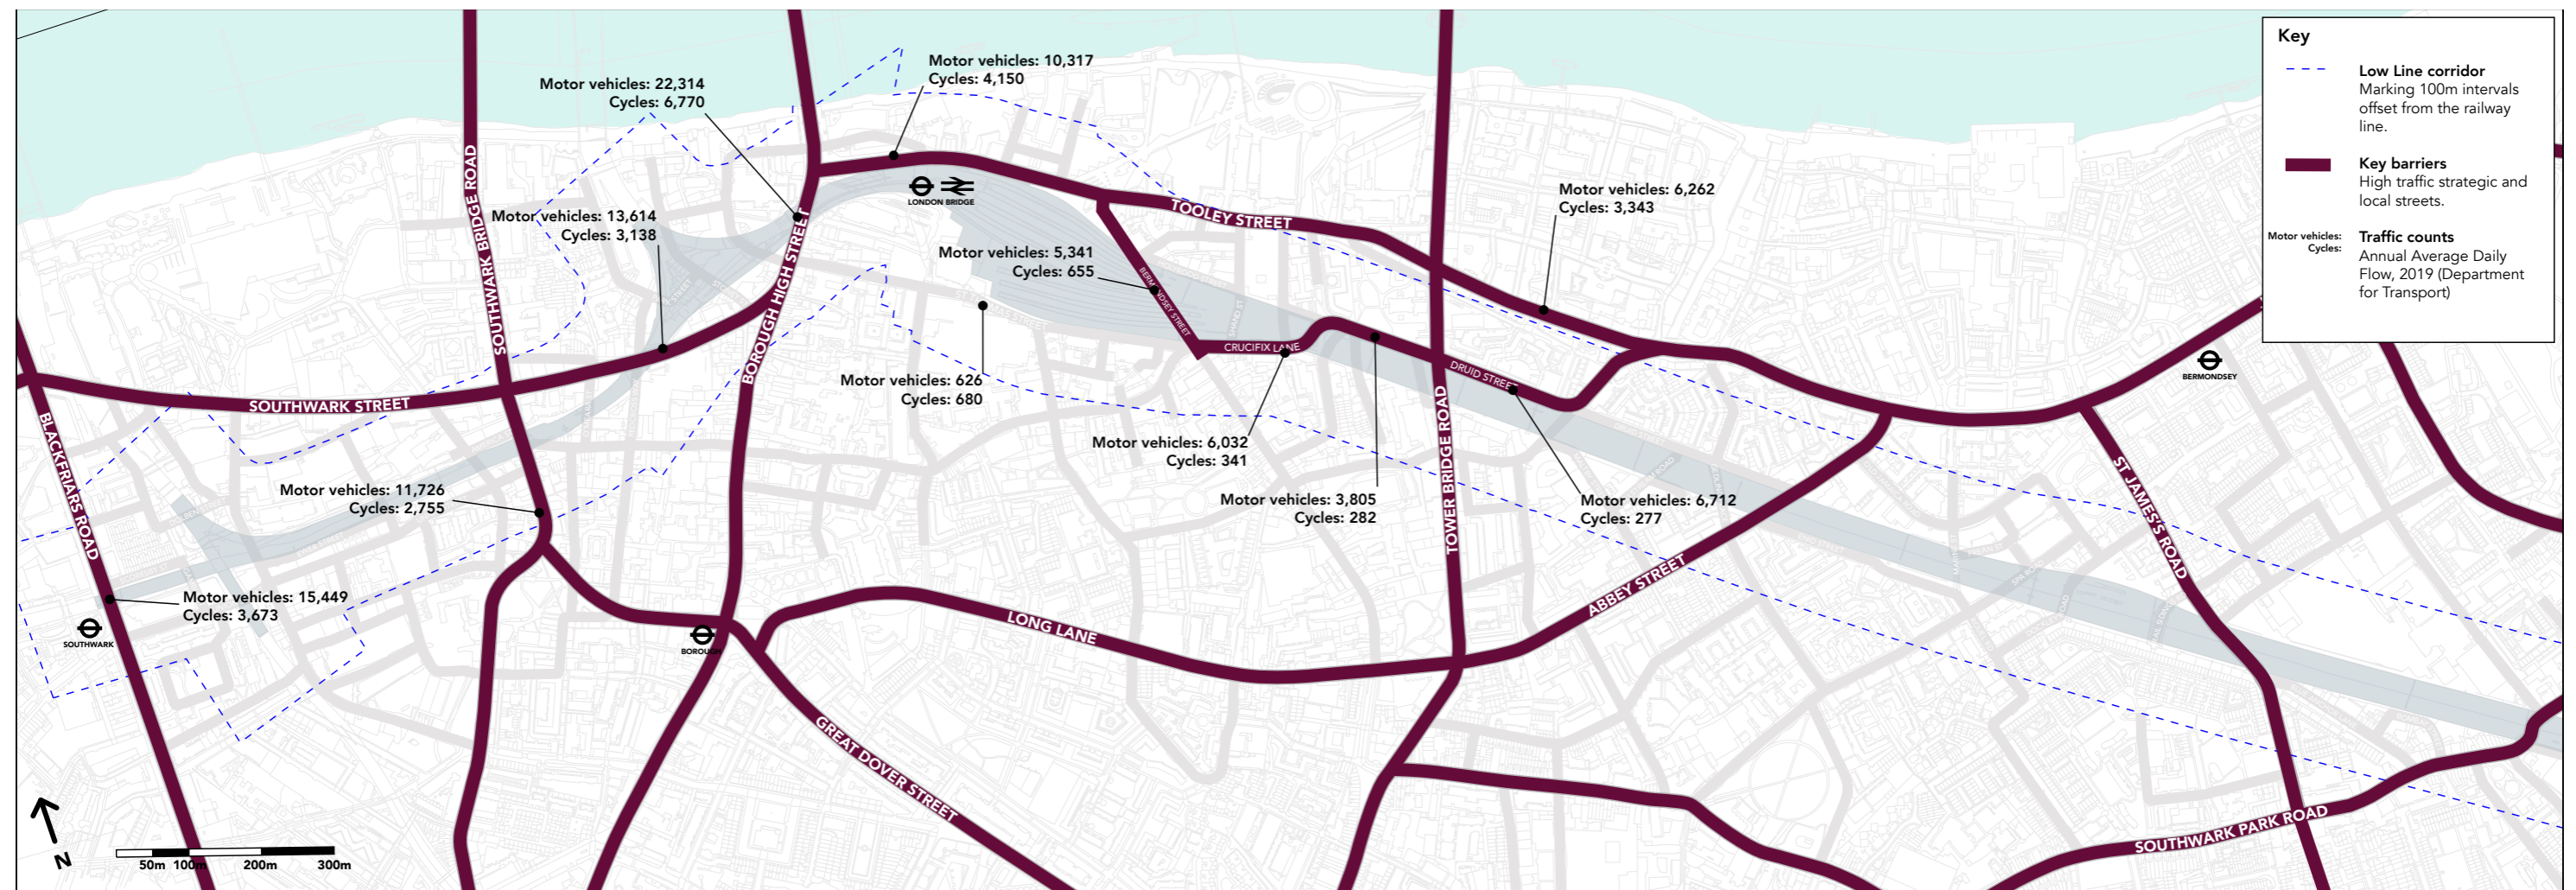 Key
Low Line corridor
Marking 100m intervals
offset from the railway
line.
Key barriers
High traffic strategic and
local streets.
Motor vehicles:
Cycles:
Traffic counts
Annual Average Daily
Flow, 2019 (Department
for Transport)
Motor vehicles: 10,317
Cycles: 4,150
Motor vehicles: 22,314
Cycles: 6,770
Motor vehicles: 13,614
Cycles: 3,138
Motor vehicles: 6,262
Cycles: 3,343
Motor vehicles: 5,341
Cycles: 655
Motor vehicles: 626
Cycles: 680
Motor vehicles: 6,032
Cycles: 341
Motor vehicles: 3,805
Cycles: 282
Motor vehicles: 6,712
Cycles: 277
Motor vehicles: 11,726
Cycles: 2,755
Motor vehicles: 15,449
Cycles: 3,673
SOUTHWARK BRIDGE ROAD
BOROUGH HIGH STREET
LONDON BRIDGE
TOOLEY STREET
BERMONDSEY STREET
CRUCIFIX LANE
DRUID STREET
TOWER BRIDGE ROAD
SOUTHWARK STREET
BLACKFRIARS ROAD
SOUTHWARK
BOROUGH
LONG LANE
ABBEY STREET
BERMONDSEY
ST JAMES'S ROAD
GREAT DOVER STREET
SOUTHWARK PARK ROAD
N
50m 100m 200m 300m